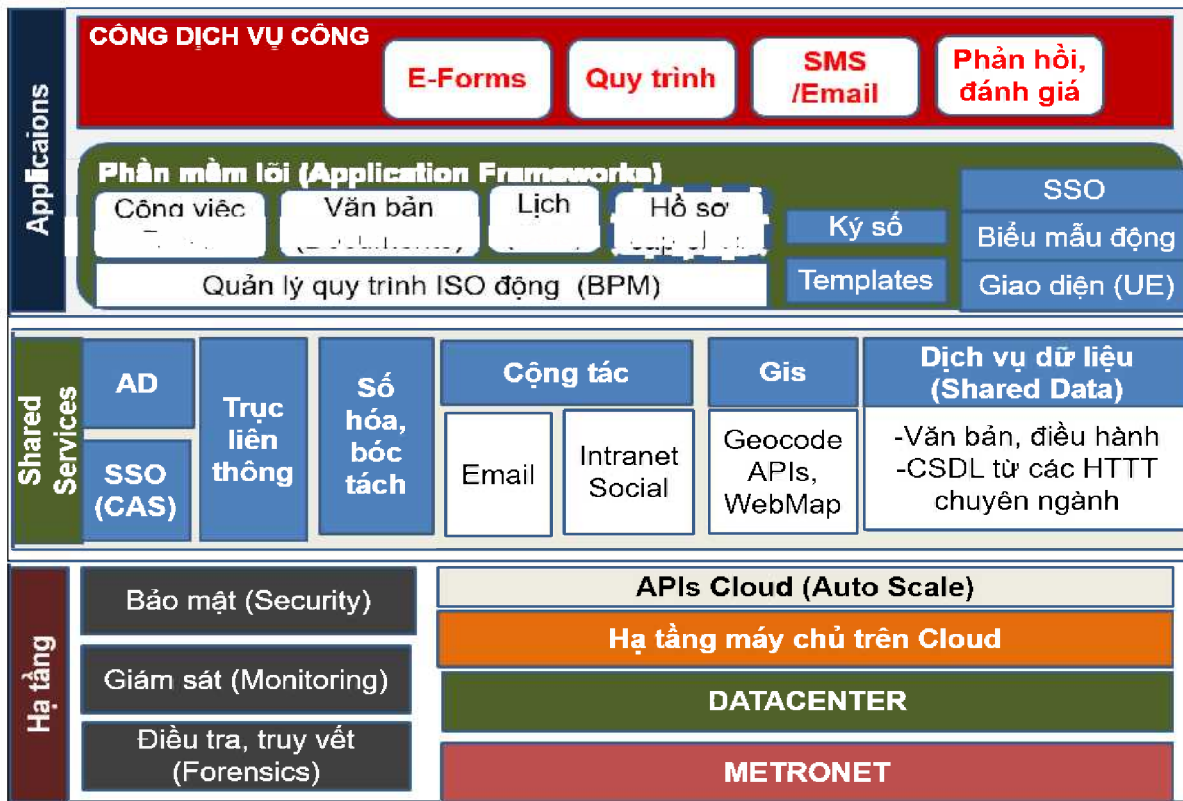 Applicaions
CÔNG DỊCH VỤ CÔNG
E-Forms
Quy trình
SMS
/Email
Phản hồi,
đánh giá
Phần mềm lõi (Application Frameworks)
Công việc
Văn bản
Lịch
Hồ sơ
Quản lý quy trình ISO động (BPM)
Ký số
Templates
SSO
Biểu mẫu động
Giao diện (UE)
Shared
Services
AD
SSO
(CAS)
Trục
liên
thông
Số
hóa,
bóc
tách
Cộng tác
Email
Intranet
Social
Gis
Geocode
APIs,
WebMap
Dịch vụ dữ liệu
(Shared Data)
-Văn bản, điều hành
-CSDL từ các HTTT
chuyên ngành
Hạ tầng
Bảo mật (Security)
Giám sát (Monitoring)
Điều tra, truy vết
(Forensics)
APIs Cloud (Auto Scale)
Hạ tầng máy chủ trên Cloud
DATACENTER
METRONET